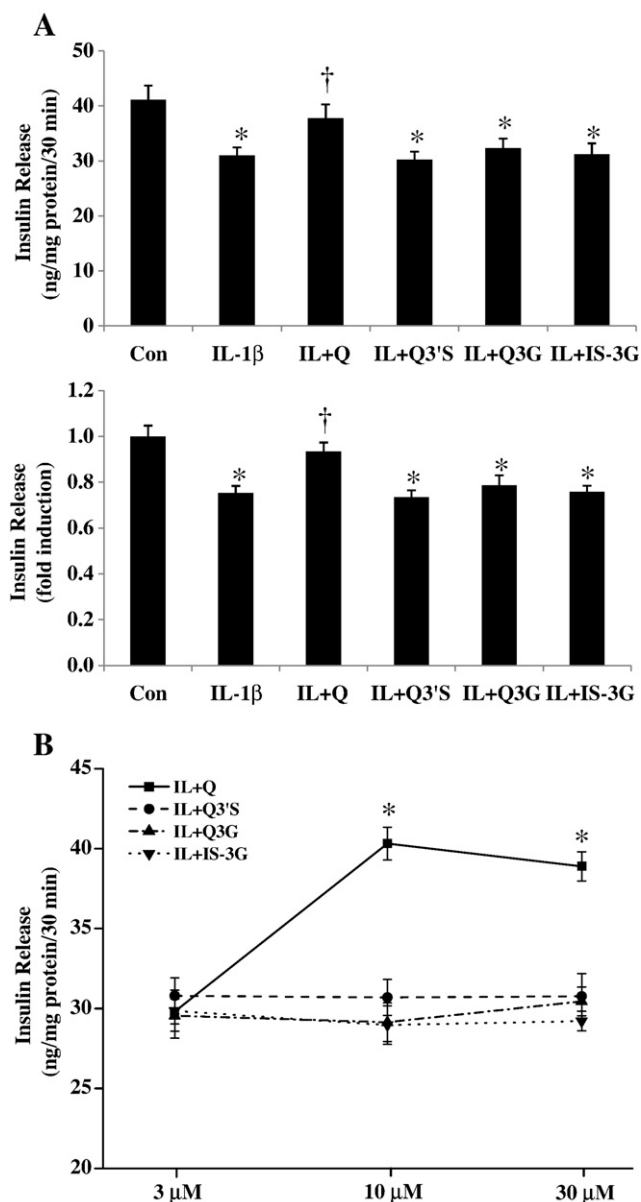 A
Insulin Release
(ng/mg protein/30 min)
50
40
30
20
10
0
*
†
*
*
*
Con IL-1β IL+Q IL+Q3'S IL+Q3G IL+IS-3G
Insulin Release
(fold induction)
1.2
1.0
0.8
0.6
0.4
0.2
0.0
*
†
*
*
*
Con IL-1β IL+Q IL+Q3'S IL+Q3G IL+IS-3G
B
Insulin Release
(ng/mg protein/30 min)
45
40
35
30
25
20
IL+Q
IL+Q3'S
IL+Q3G
IL+IS-3G
*
*
3 μM 10 μM 30 μM